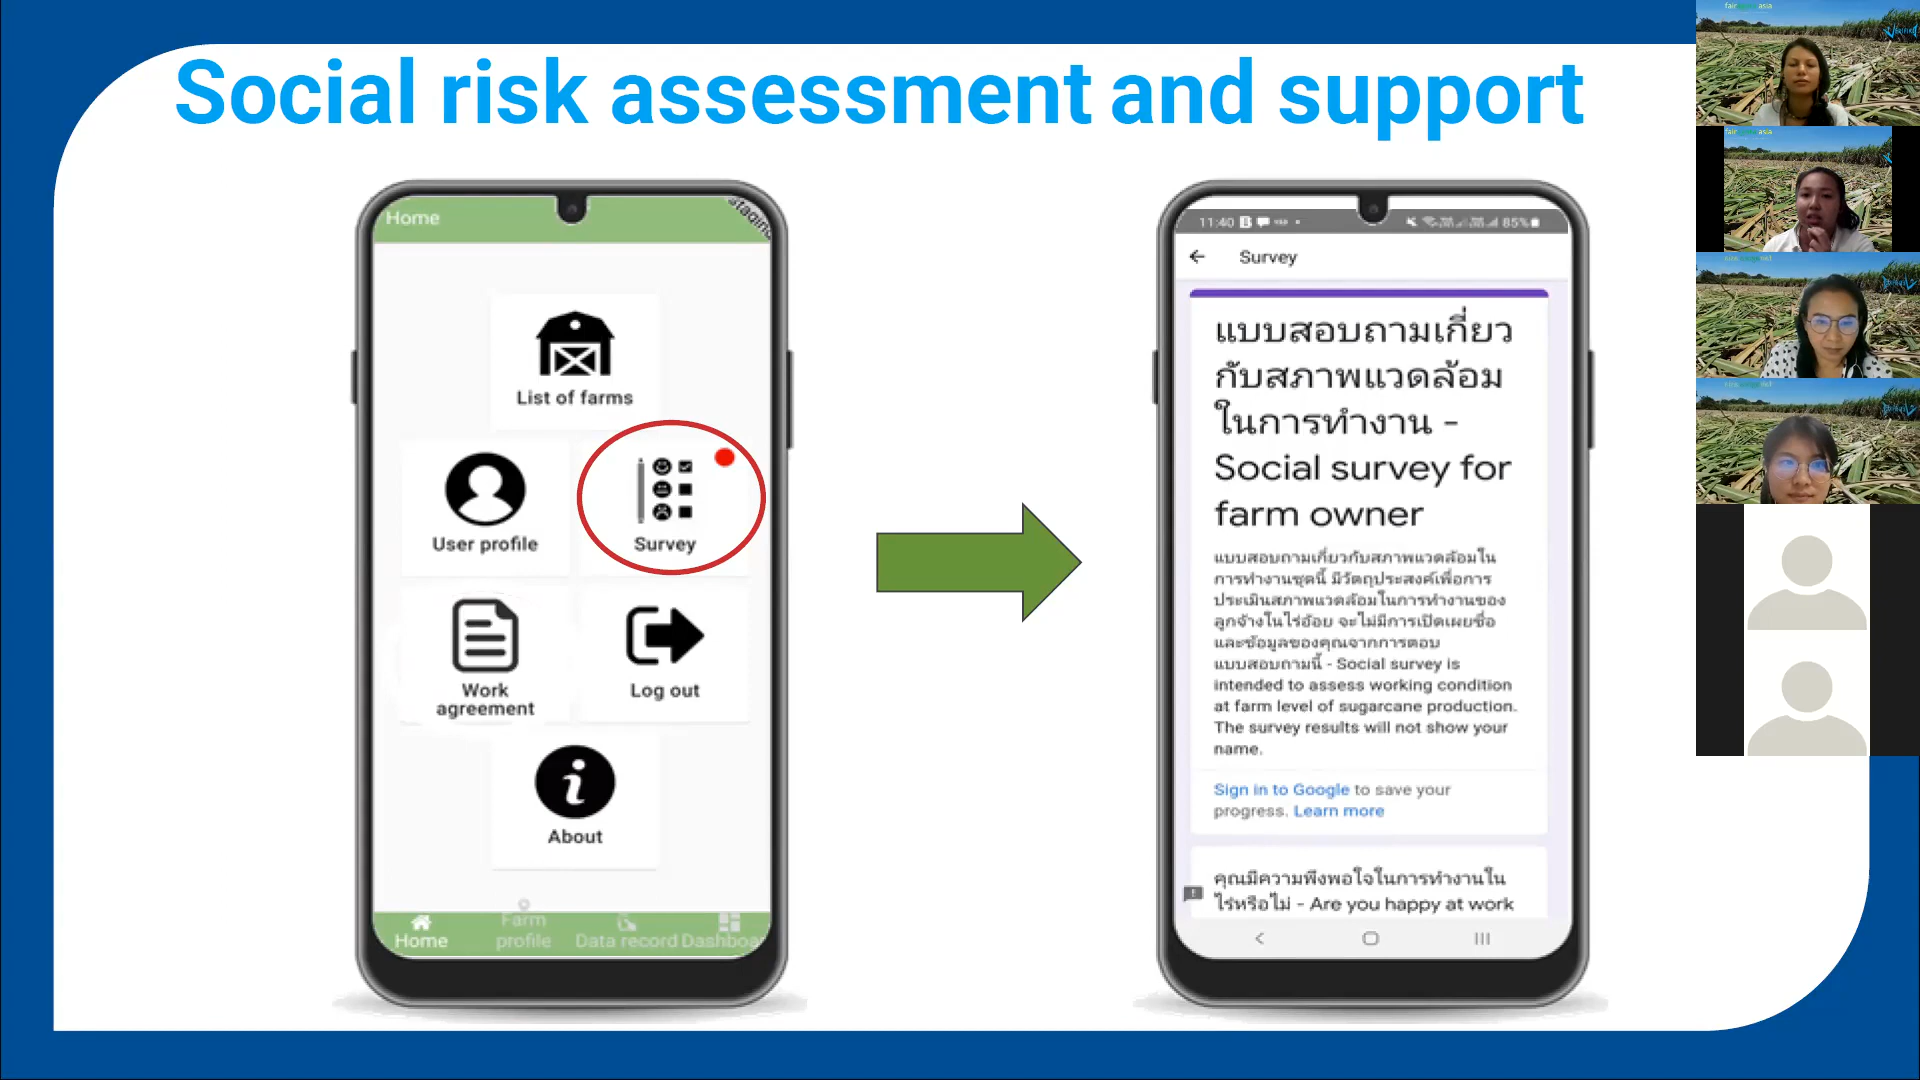 Social risk assessment and support
Home
staging
List of farms
User profile
Survey
Work
agreement
Log out
About
Home
Farm
profile
Data record
Dashboar
11:40
85%
Survey
แบบสอบถามเกี่ยว
กับสภาพแวดล้อม
ในการทำงาน -
Social survey for
farm owner
แบบสอบถามเกี่ยวกับสภาพแวดล้อมใน
การทำงานชุดนี้ มีวัตถุประสงค์เพื่อการ
ประเมินสภาพแวดล้อมในการทำงานของ
ลูกจ้างในไร่อ้อย จะไม่มีการเปิดเผยชื่อ
และข้อมูลของคุณจากการตอบ
แบบสอบถามนี้ - Social survey is
intended to assess working condition
at farm level of sugarcane production.
The survey results will not show your
name.
Sign in to Google to save your
progress. Learn more
คุณมีความพึงพอใจในการทำงานใน
ไร่หรือไม่ - Are you happy at work